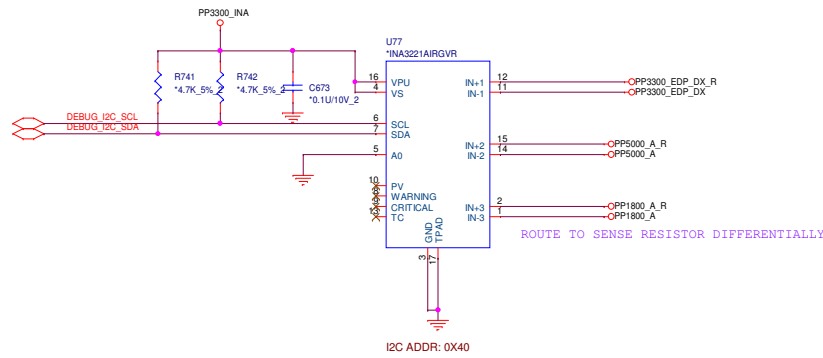 PP3300_INA
U77
*INA3221AIRGVR
R741
*4.7K_5%_2
R742
*4.7K_5%_2
C673
*0.1U/10V_2
16 VPU
4 VS
IN+1 12 PP3300_EDP_DX_R
IN-1 11 PP3300_EDP_DX
DEBUG_I2C_SCL 6 SCL
DEBUG_I2C_SDA 7 SDA
IN+2 15 PP5000_A_R
IN-2 14 PP5000_A
5 A0
10 PV
8 WARNING
9 CRITICAL
13 TC
IN+3 2 PP1800_A_R
IN-3 1 PP1800_A
ROUTE TO SENSE RESISTOR DIFFERENTIALLY
GND
TPAD
3
17
I2C ADDR: 0X40